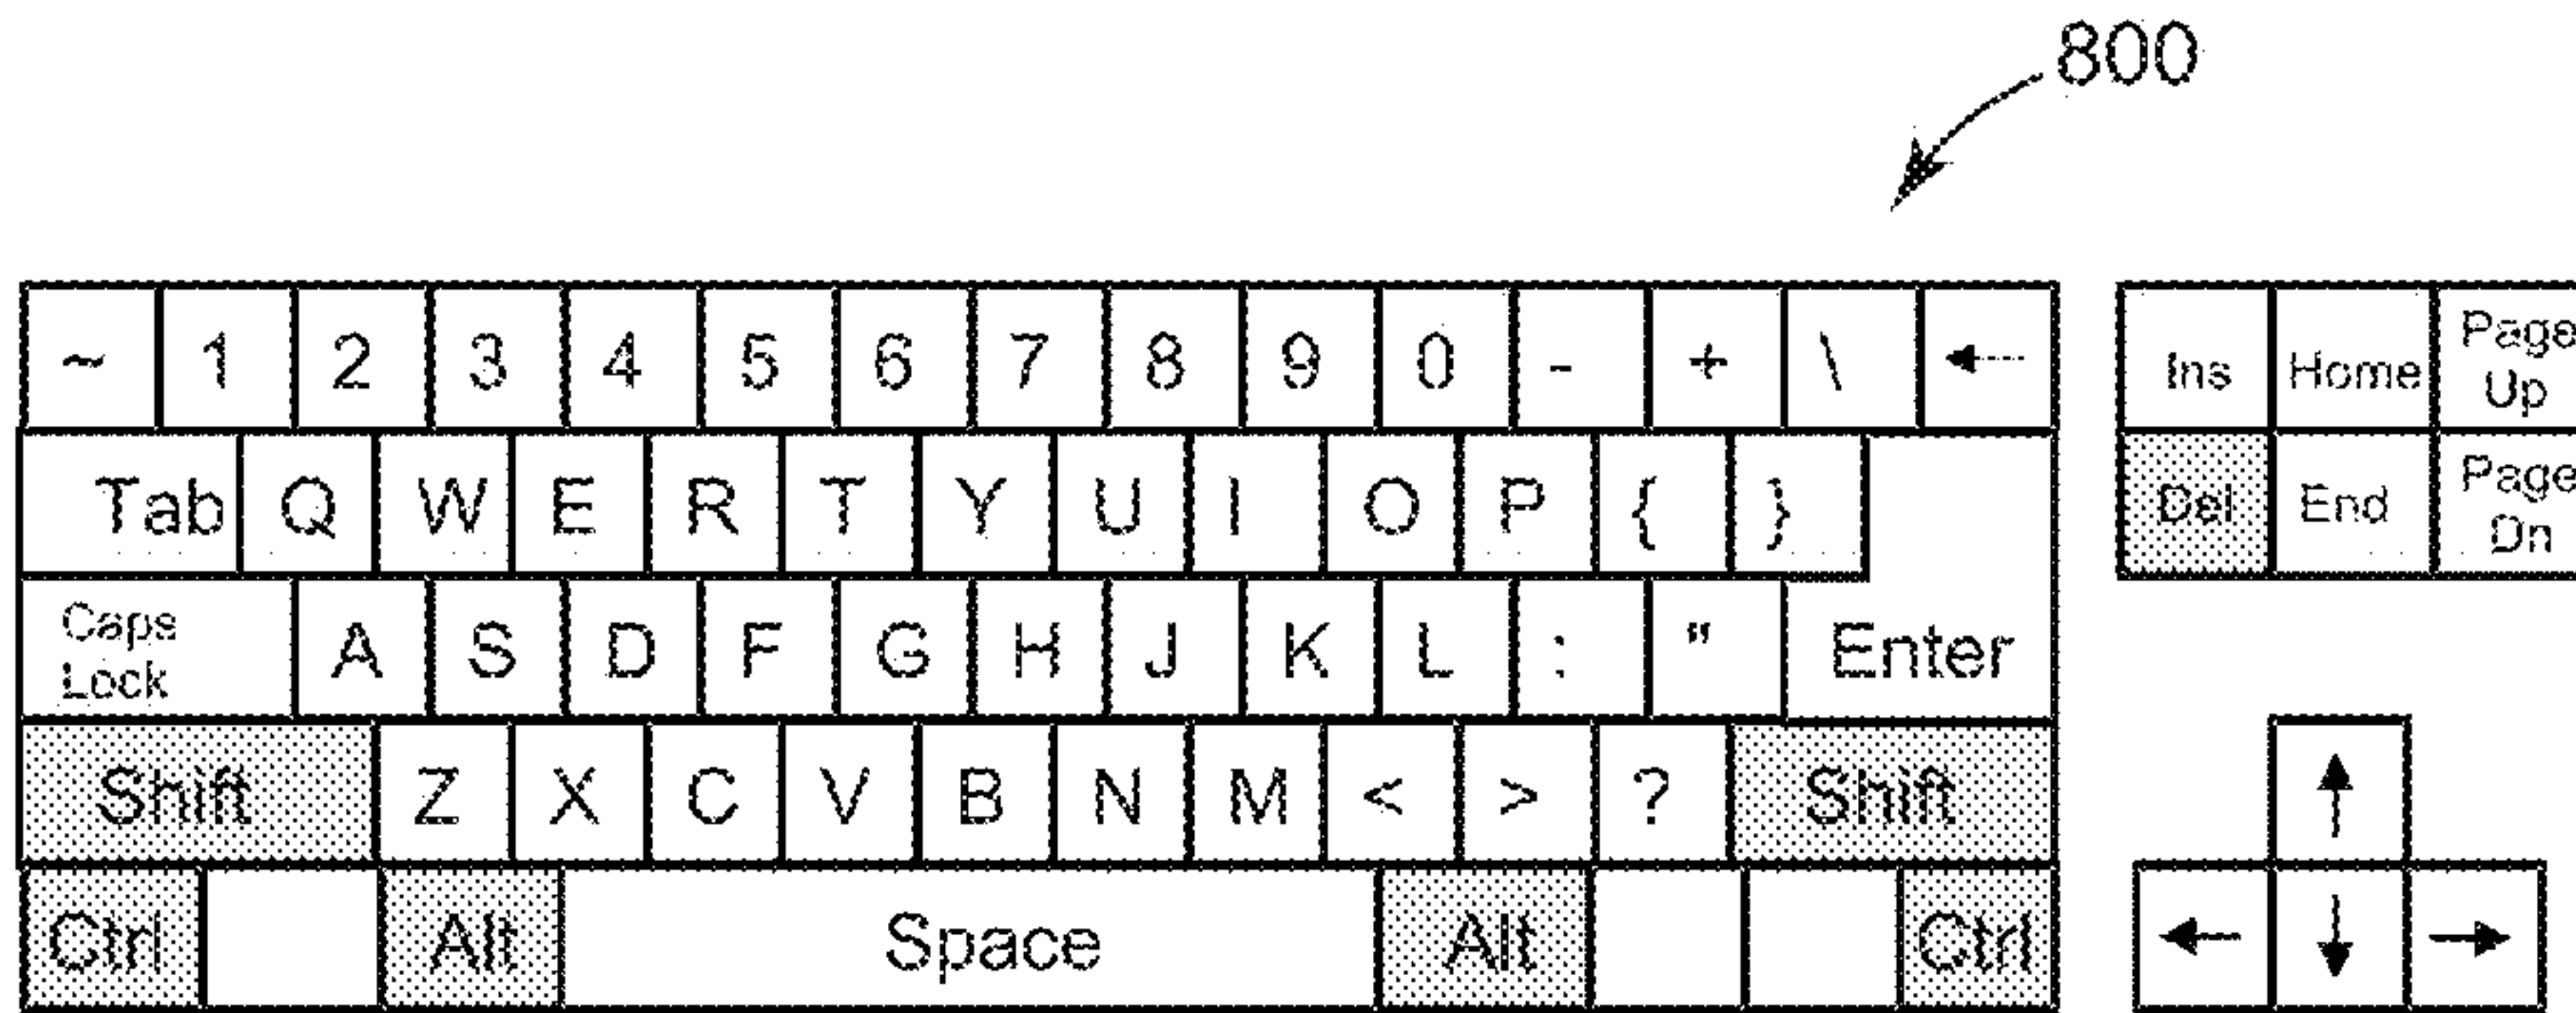 800
~ 1 2 3 4 5 6 7 8 9 0 - + \ ← Ins Home Page Up
Tab Q W E R T Y U I O P { } Del End Page Dn
Caps Lock A S D F G H J K L : " Enter
Shift Z X C V B N M < > ? Shift ↑
Ctrl Alt Space Alt Ctrl ← ↓ →